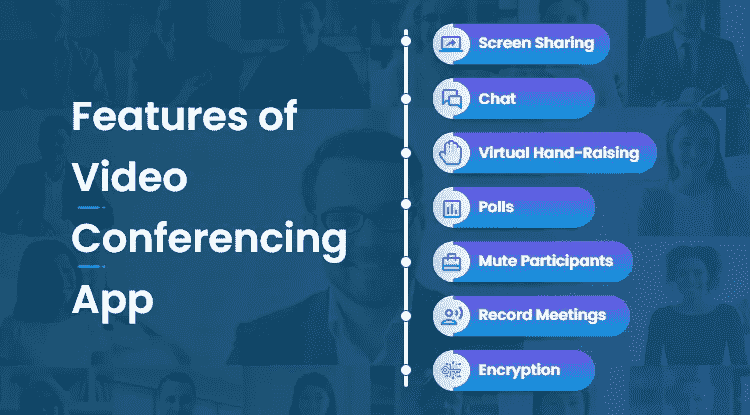 Features of
Video
Conferencing
App
Screen Sharing
Chat
Virtual Hand-Raising
Polls
Mute Participants
Record Meetings
Encryption